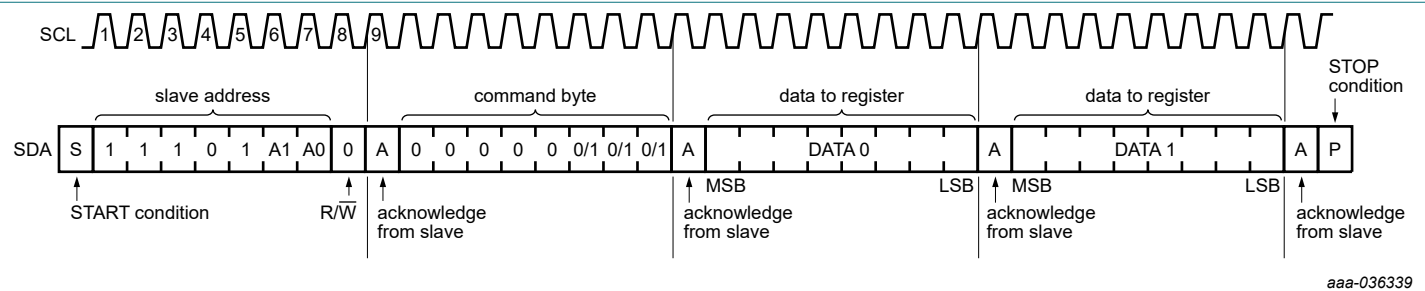 SCL 1 2 3 4 5 6 7 8 9
STOP
condition
slave address command byte data to register data to register
SDA S 1 1 1 0 1 A1 A0 0 A 0 0 0 0 0 0/1 0/1 0/1 A DATA 0 A DATA 1 A P
MSB LSB MSB LSB
START condition R/W̅ acknowledge
from slave
acknowledge
from slave
acknowledge
from slave
acknowledge
from slave
aaa-036339